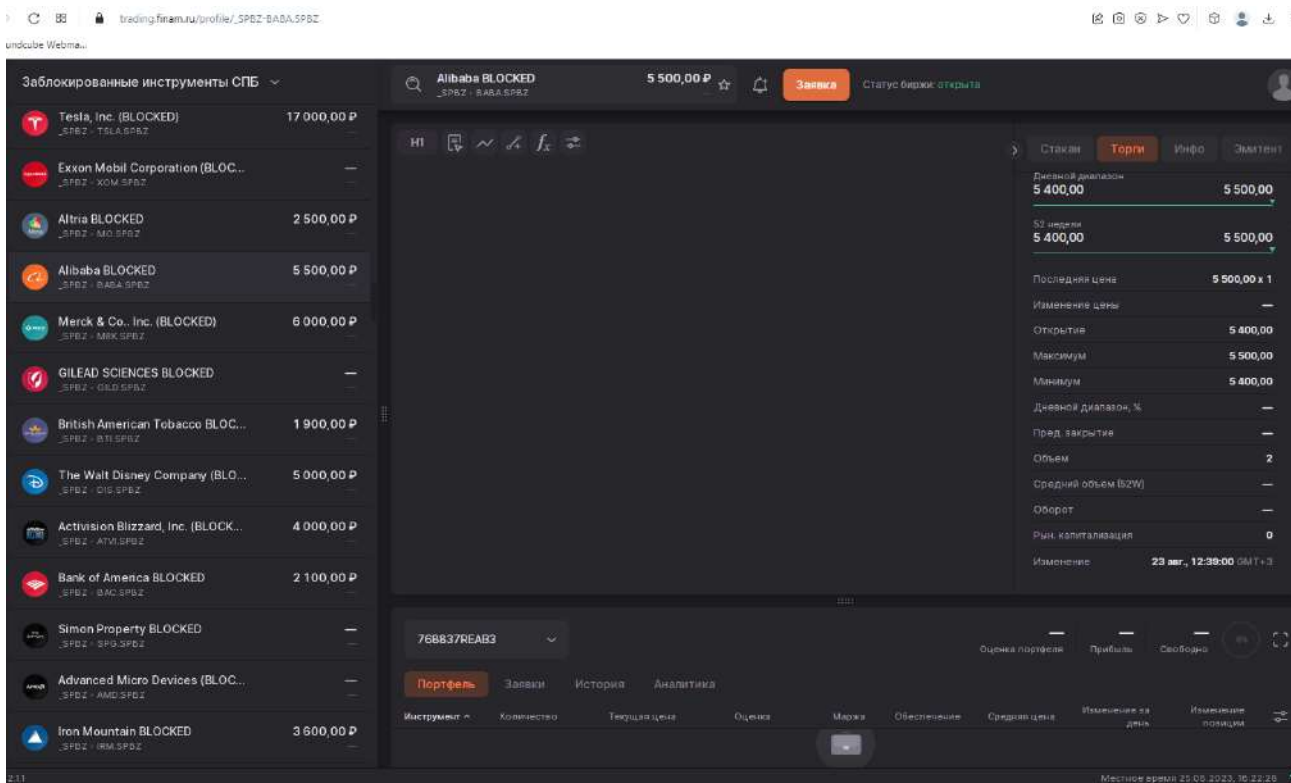 trading.finam.ru/profile/_SPBZ-BABA.SPBZ
undcube Webma...
Заблокированные инструменты СПБ
Alibaba BLOCKED
_SPBZ - BABA.SPBZ
5 500,00 ₽
Заявка
Статус биржи: открыта
Tesla, Inc. (BLOCKED)
17 000,00 ₽
_SPBZ - TSLA.SPBZ
Exxon Mobil Corporation (BLOC...
—
_SPBZ - XOM.SPBZ
Altria BLOCKED
2 500,00 ₽
_SPBZ - MO.SPBZ
Alibaba BLOCKED
5 500,00 ₽
_SPBZ - BABA.SPBZ
Merck & Co., Inc. (BLOCKED)
6 000,00 ₽
_SPBZ - MRK.SPBZ
GILEAD SCIENCES BLOCKED
—
_SPBZ - GILD.SPBZ
British American Tobacco BLOC...
1 900,00 ₽
_SPBZ - BTI.SPBZ
The Walt Disney Company (BLO...
5 000,00 ₽
_SPBZ - DIS.SPBZ
Activision Blizzard, Inc. (BLOCK...
4 000,00 ₽
_SPBZ - ATVI.SPBZ
Bank of America BLOCKED
2 100,00 ₽
_SPBZ - BAC.SPBZ
Simon Property BLOCKED
—
_SPBZ - SPG.SPBZ
Advanced Micro Devices (BLOC...
—
_SPBZ - AMD.SPBZ
Iron Mountain BLOCKED
3 600,00 ₽
_SPBZ - IRM.SPBZ
2.1.1
H1
Стакан Торги Инфо Эмитент
Дневной диапазон
5 400,00 5 500,00
52 недели
5 400,00 5 500,00
Последняя цена 5 500,00 x 1
Изменение цены —
Открытие 5 400,00
Максимум 5 500,00
Минимум 5 400,00
Дневной диапазон, % —
Пред. закрытие —
Объем 2
Средний объем (52W) —
Оборот —
Рын. капитализация 0
Изменение 23 авг., 12:39:00 GMT+3
768837REAB3
— — —
Оценка портфеля Прибыль Свободно
Портфель Заявки История Аналитика
Инструмент Количество Текущая цена Оценка Маржа Обеспечение Средняя цена Изменение за день Изменение позиции
Местное время 25.08.2023, 16:22:28